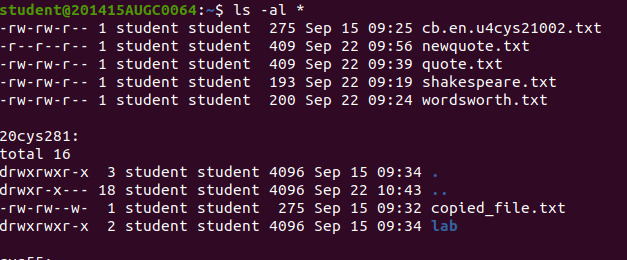 student@201415AUGC0064:~$ ls -al *
-rw-rw-r-- 1 student student  275 Sep 15 09:25 cb.en.u4cys21002.txt
-r--r--r-- 1 student student  409 Sep 22 09:56 newquote.txt
-rw-rw-r-- 1 student student  409 Sep 22 09:39 quote.txt
-rw-rw-r-- 1 student student  193 Sep 22 09:19 shakespeare.txt
-rw-rw-r-- 1 student student  200 Sep 22 09:24 wordsworth.txt

20cys281:
total 16
drwxrwxr-x  3 student student 4096 Sep 15 09:34 .
drwxr-x--- 18 student student 4096 Sep 22 10:43 ..
-rw-rw--w-  1 student student  275 Sep 15 09:32 copied_file.txt
drwxrwxr-x  2 student student 4096 Sep 15 09:34 lab